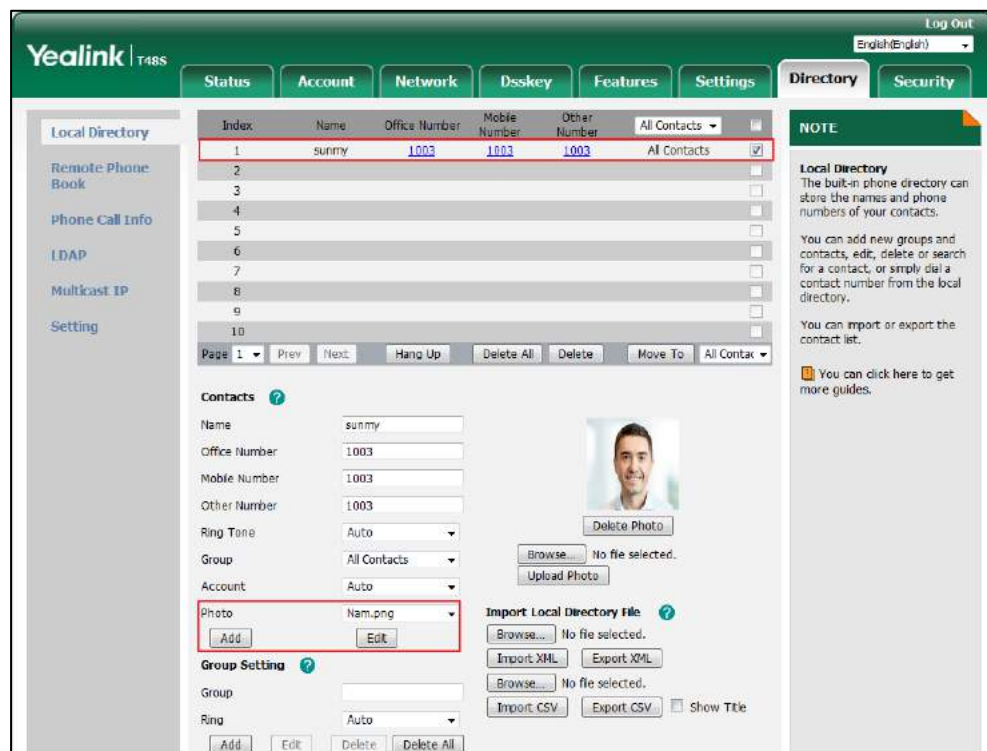 Log Out
Yealink T48S
English(English)
Status Account Network Dsskey Features Settings Directory Security
Local Directory
Remote Phone
Book
Phone Call Info
LDAP
Multicast IP
Setting
Index Name Office Number Mobile Number Other Number All Contacts
1 sunmy 1003 1003 1003 All Contacts
2
3
4
5
6
7
8
9
10
Page 1 Prev Next Hang Up Delete All Delete Move To All Contac
Contacts ?
Name sunmy
Office Number 1003
Mobile Number 1003
Other Number 1003
Ring Tone Auto
Group All Contacts
Account Auto
Photo Nam.png
Add Edit
Group Setting ?
Group
Ring Auto
Add Edit Delete Delete All
Delete Photo
Browse... No file selected.
Upload Photo
Import Local Directory File ?
Browse... No file selected.
Import XML Export XML
Browse... No file selected.
Import CSV Export CSV Show Title
NOTE
Local Directory
The built-in phone directory can
store the names and phone
numbers of your contacts.
You can add new groups and
contacts, edit, delete or search
for a contact, or simply dial a
contact number from the local
directory.
You can import or export the
contact list.
You can click here to get
more guides.